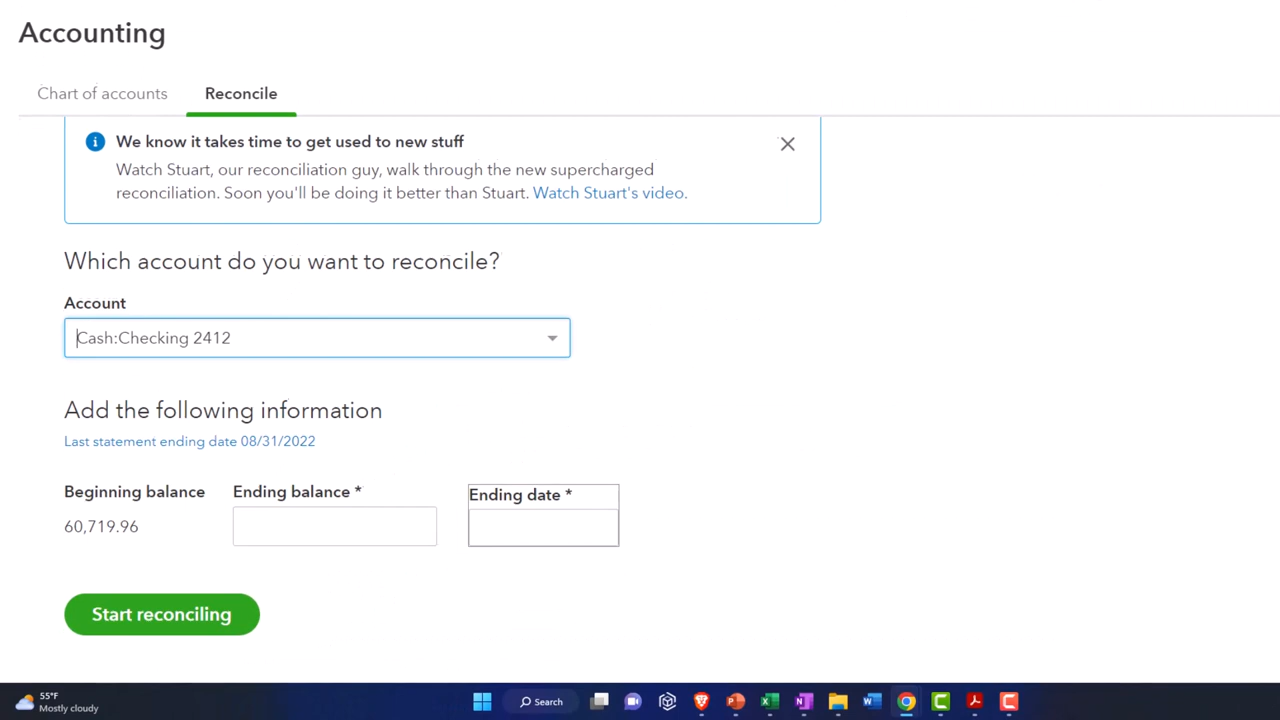 Accounting
Chart of accounts
Reconcile
We know it takes time to get used to new stuff
Watch Stuart, our reconciliation guy, walk through the new supercharged
reconciliation. Soon you'll be doing it better than Stuart. Watch Stuart's video.
Which account do you want to reconcile?
Account
Cash:Checking 2412
Add the following information
Last statement ending date 08/31/2022
Beginning balance
Ending balance *
Ending date *
60,719.96
Start reconciling
55°F
Mostly cloudy
Search